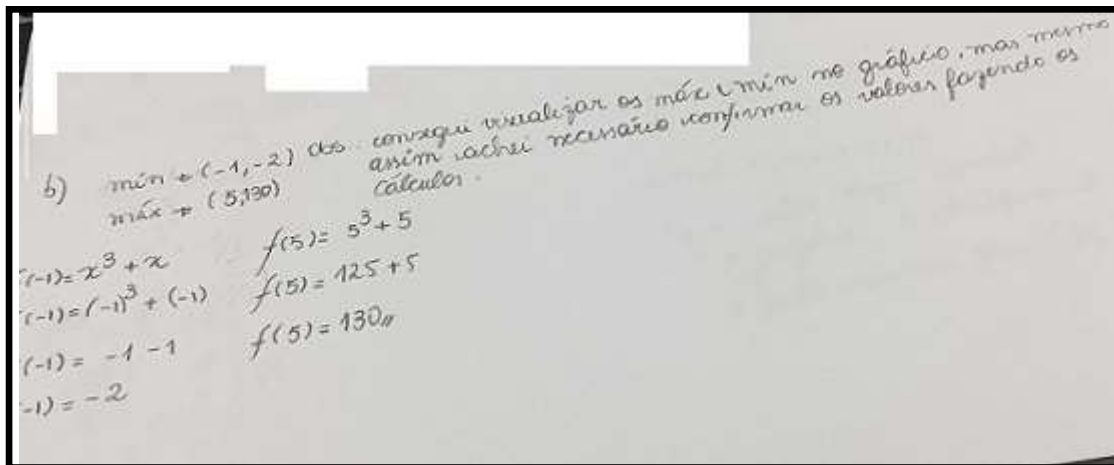 b) mín → (-1,-2) obs: consegui visualizar os máx e mín no gráfico, mas mesmo
máx → (5,130) assim achei necessário confirmar os valores fazendo os
cálculos.
f(-1)= x³ + x f(5)= 5³ + 5
f(-1)= (-1)³ + (-1) f(5)= 125 + 5
(-1)= -1 -1 f(5)= 130//
-1)= -2